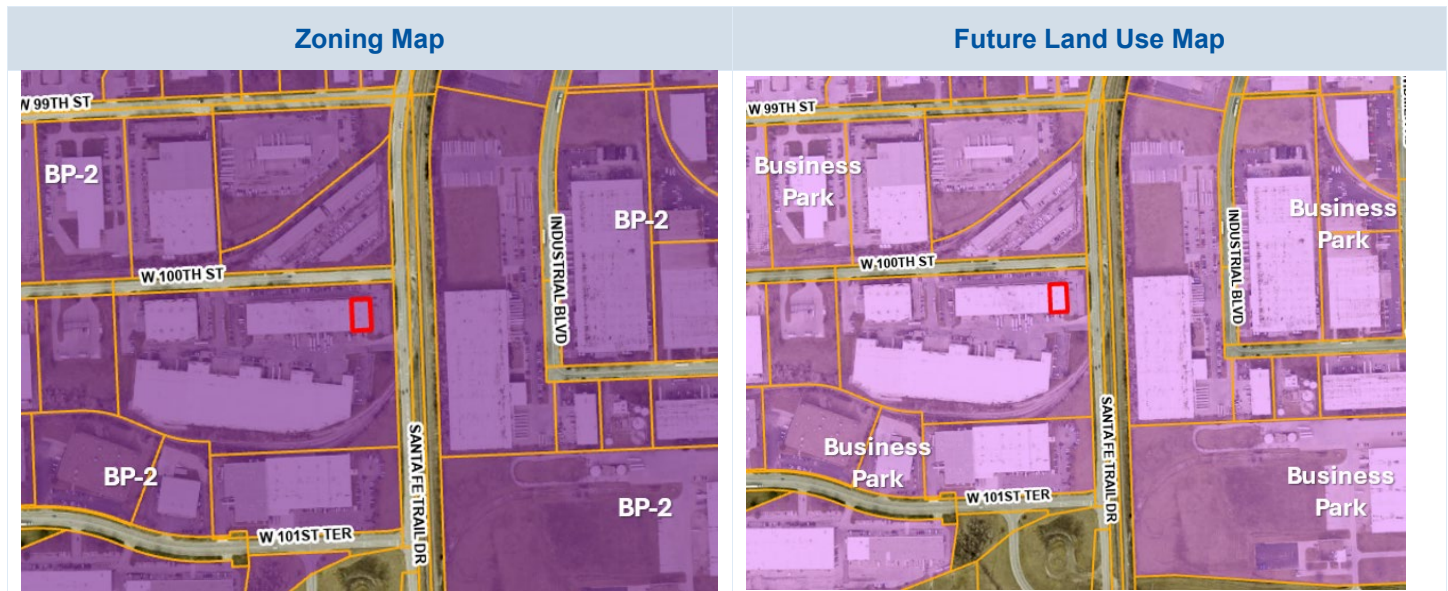 Zoning Map
Future Land Use Map
W 99TH ST
BP-2
BP-2
W 100TH ST
INDUSTRIAL BLVD
BP-2
SANTA FE TRAIL DR
W 101ST TER
BP-2
W 99TH ST
Business
Park
Business
Park
W 100TH ST
INDUSTRIAL BLVD
Business
Park
SANTA FE TRAIL DR
W 101ST TER
Business
Park